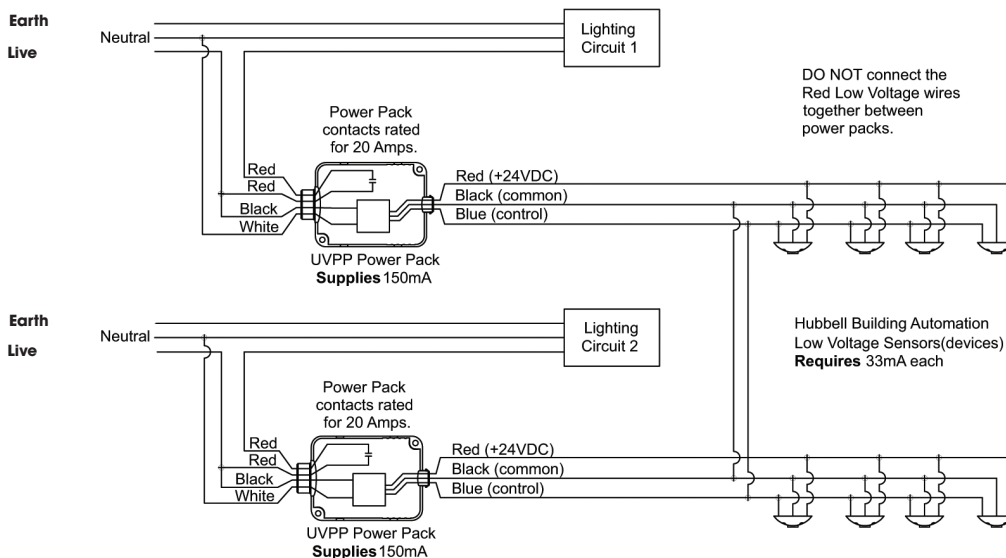 Earth
Neutral
Live
Lighting
Circuit 1
DO NOT connect the
Red Low Voltage wires
together between
power packs.
Power Pack
contacts rated
for 20 Amps.
Red
Red
Black
White
Red (+24VDC)
Black (common)
Blue (control)
UVPP Power Pack
Supplies 150mA
Earth
Neutral
Live
Lighting
Circuit 2
Hubbell Building Automation
Low Voltage Sensors(devices)
Requires 33mA each
Power Pack
contacts rated
for 20 Amps.
Red
Red
Black
White
Red (+24VDC)
Black (common)
Blue (control)
UVPP Power Pack
Supplies 150mA